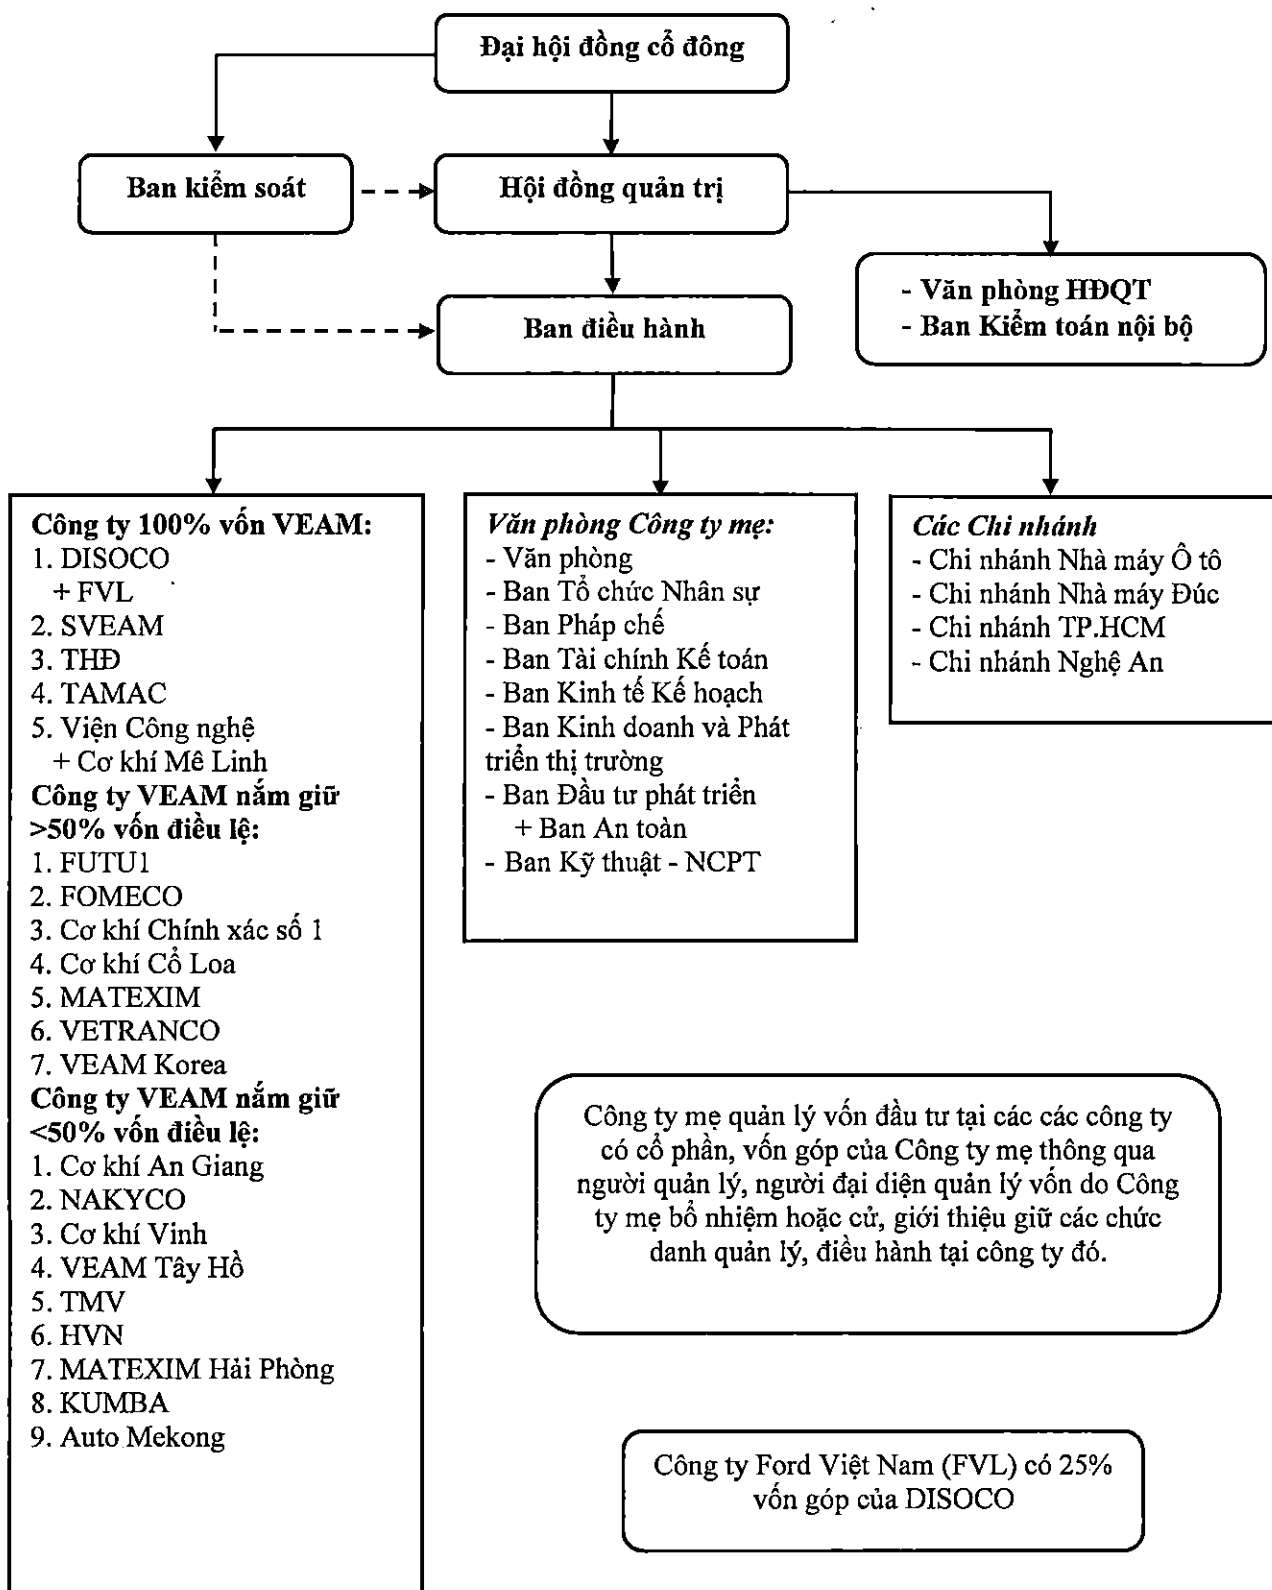 Đại hội đồng cổ đông
Ban kiểm soát
Hội đồng quản trị
- Văn phòng HĐQT
- Ban Kiểm toán nội bộ
Ban điều hành
Công ty 100% vốn VEAM:
1. DISOCO
+ FVL
2. SVEAM
3. THĐ
4. TAMAC
5. Viện Công nghệ
+ Cơ khí Mê Linh
Công ty VEAM nắm giữ
>50% vốn điều lệ:
1. FUTU1
2. FOMECO
3. Cơ khí Chính xác số 1
4. Cơ khí Cổ Loa
5. MATEXIM
6. VETRANCO
7. VEAM Korea
Công ty VEAM nắm giữ
<50% vốn điều lệ:
1. Cơ khí An Giang
2. NAKYCO
3. Cơ khí Vinh
4. VEAM Tây Hồ
5. TMV
6. HVN
7. MATEXIM Hải Phòng
8. KUMBA
9. Auto Mekong
Văn phòng Công ty mẹ:
- Văn phòng
- Ban Tổ chức Nhân sự
- Ban Pháp chế
- Ban Tài chính Kế toán
- Ban Kinh tế Kế hoạch
- Ban Kinh doanh và Phát
triển thị trường
- Ban Đầu tư phát triển
+ Ban An toàn
- Ban Kỹ thuật - NCPT
Các Chi nhánh
- Chi nhánh Nhà máy Ô tô
- Chi nhánh Nhà máy Đúc
- Chi nhánh TP.HCM
- Chi nhánh Nghệ An
Công ty mẹ quản lý vốn đầu tư tại các các công ty
có cổ phần, vốn góp của Công ty mẹ thông qua
người quản lý, người đại diện quản lý vốn do Công
ty mẹ bổ nhiệm hoặc cử, giới thiệu giữ các chức
danh quản lý, điều hành tại công ty đó.
Công ty Ford Việt Nam (FVL) có 25%
vốn góp của DISOCO